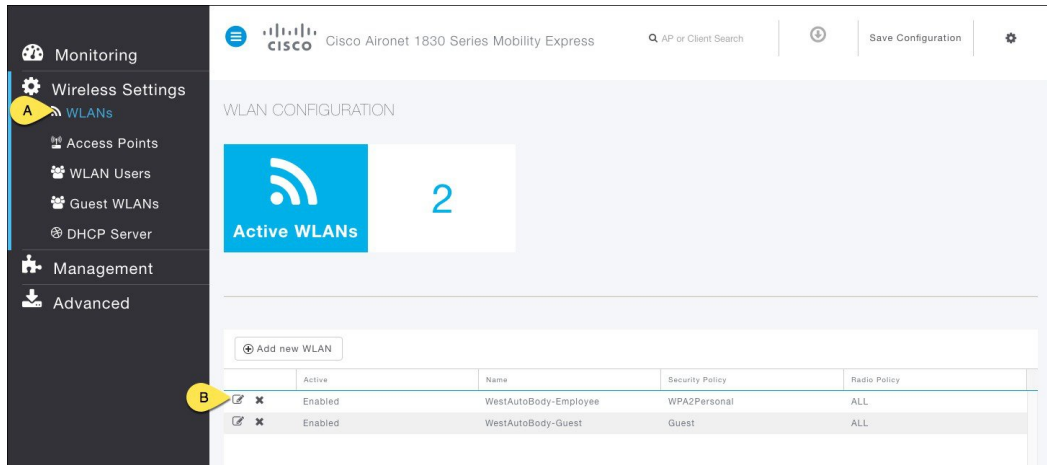 Monitoring
Wireless Settings
A
WLANs
Access Points
WLAN Users
Guest WLANs
DHCP Server
Management
Advanced
CISCO
Cisco Aironet 1830 Series Mobility Express
AP or Client Search
Save Configuration
WLAN CONFIGURATION
Active WLANs
2
Add new WLAN
Active Name Security Policy Radio Policy
B
Enabled WestAutoBody-Employee WPA2Personal ALL
Enabled WestAutoBody-Guest Guest ALL